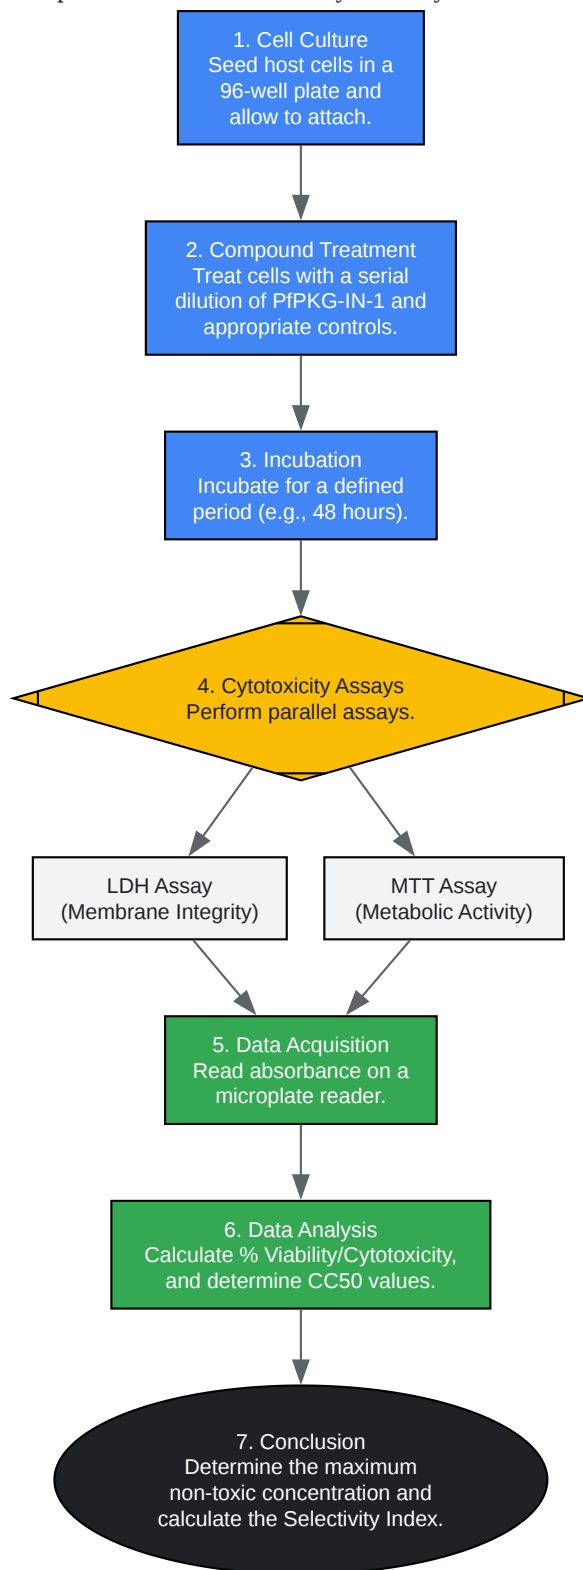 1. Cell Culture
Seed host cells in a
96-well plate and
allow to attach.
2. Compound Treatment
Treat cells with a serial
dilution of PfPKG-IN-1 and
appropriate controls.
3. Incubation
Incubate for a defined
period (e.g., 48 hours).
4. Cytotoxicity Assays
Perform parallel assays.
LDH Assay
(Membrane Integrity)
MTT Assay
(Metabolic Activity)
5. Data Acquisition
Read absorbance on a
microplate reader.
6. Data Analysis
Calculate % Viability/Cytotoxicity,
and determine CC50 values.
7. Conclusion
Determine the maximum
non-toxic concentration and
calculate the Selectivity Index.